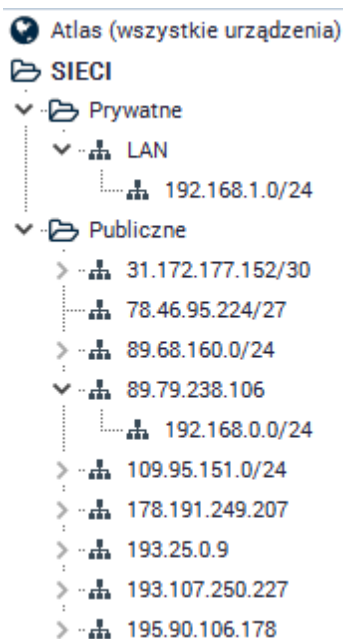 Atlas (wszystkie urządzenia)
SIECI
Prywatne
LAN
192.168.1.0/24
Publiczne
31.172.177.152/30
78.46.95.224/27
89.68.160.0/24
89.79.238.106
192.168.0.0/24
109.95.151.0/24
178.191.249.207
193.25.0.9
193.107.250.227
195.90.106.178